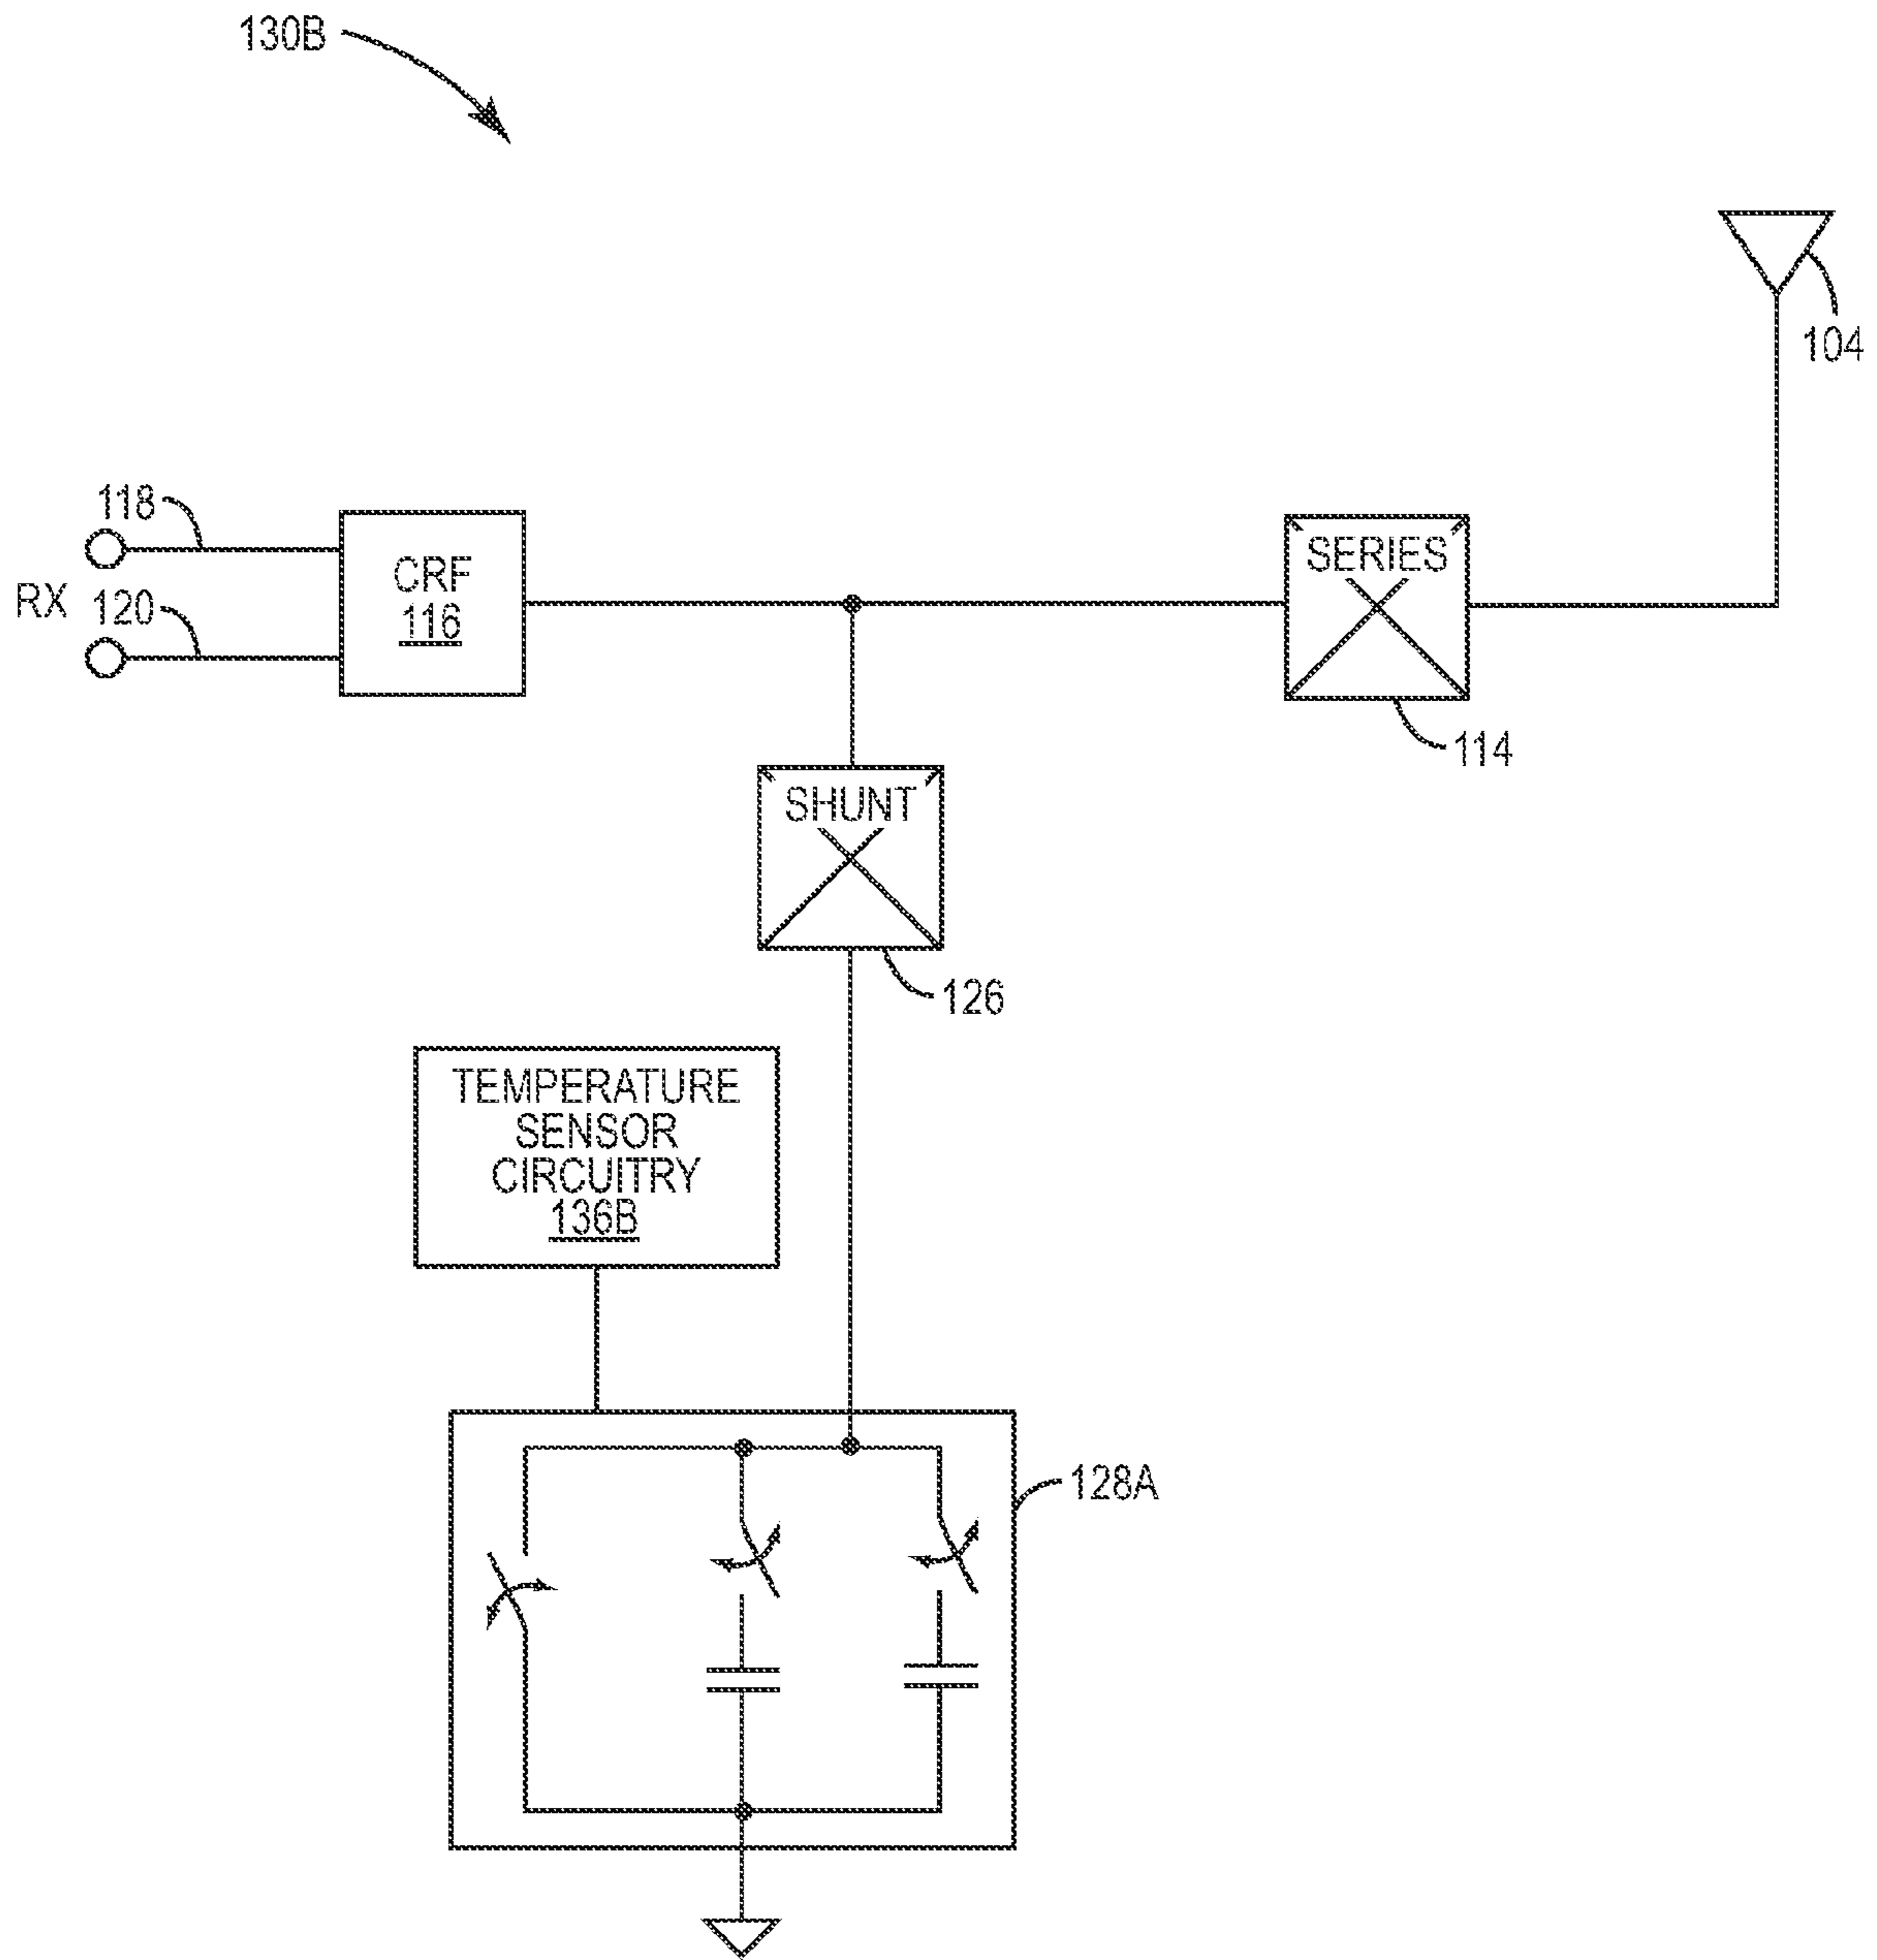 130B
104
118
RX
120
CRF
116
SERIES
114
SHUNT
126
TEMPERATURE
SENSOR
CIRCUITRY
136B
128A